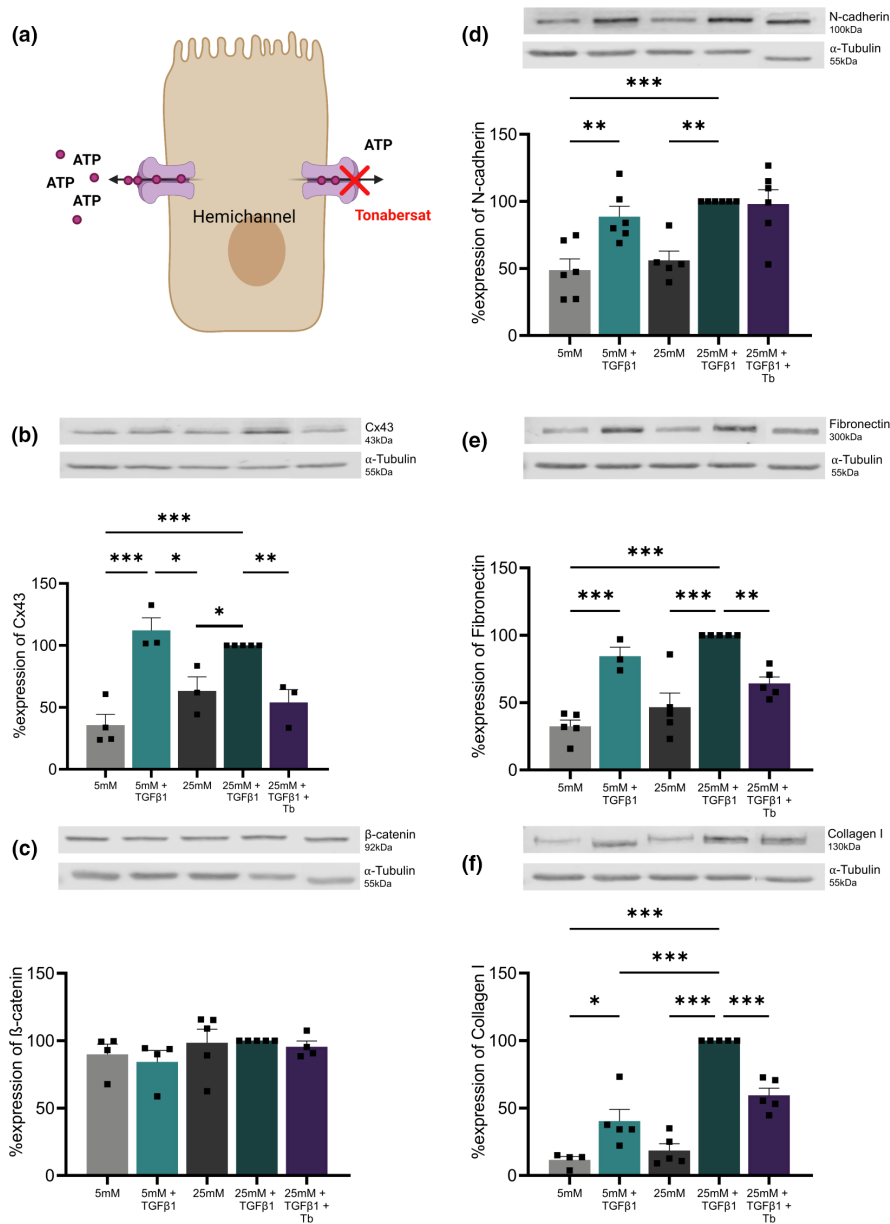 (a)
ATP
ATP
ATP
ATP
Hemichannel
Tonabersat
(b)
Cx43
43kDa
α-Tubulin
55kDa
***
*** * **
*
%expression of Cx43
150
100
50
0
5mM
5mM +
TGFβ1
25mM
25mM +
TGFβ1
25mM +
TGFβ1 +
Tb
(c)
β-catenin
92kDa
α-Tubulin
55kDa
%expression of ß-catenin
150
100
50
0
5mM
5mM +
TGFβ1
25mM
25mM +
TGFβ1
25mM +
TGFβ1 +
Tb
(d)
N-cadherin
100kDa
α-Tubulin
55kDa
***
** **
%expression of N-cadherin
150
100
50
0
5mM
5mM +
TGFβ1
25mM
25mM +
TGFβ1
25mM +
TGFβ1 +
Tb
(e)
Fibronectin
300kDa
α-Tubulin
55kDa
***
*** *** **
%expression of Fibronectin
150
100
50
0
5mM
5mM +
TGFβ1
25mM
25mM +
TGFβ1
25mM +
TGFβ1 +
Tb
(f)
Collagen I
130kDa
α-Tubulin
55kDa
***
***
* *** ***
%expression of Collagen I
150
100
50
0
5mM
5mM +
TGFβ1
25mM
25mM +
TGFβ1
25mM +
TGFβ1 +
Tb